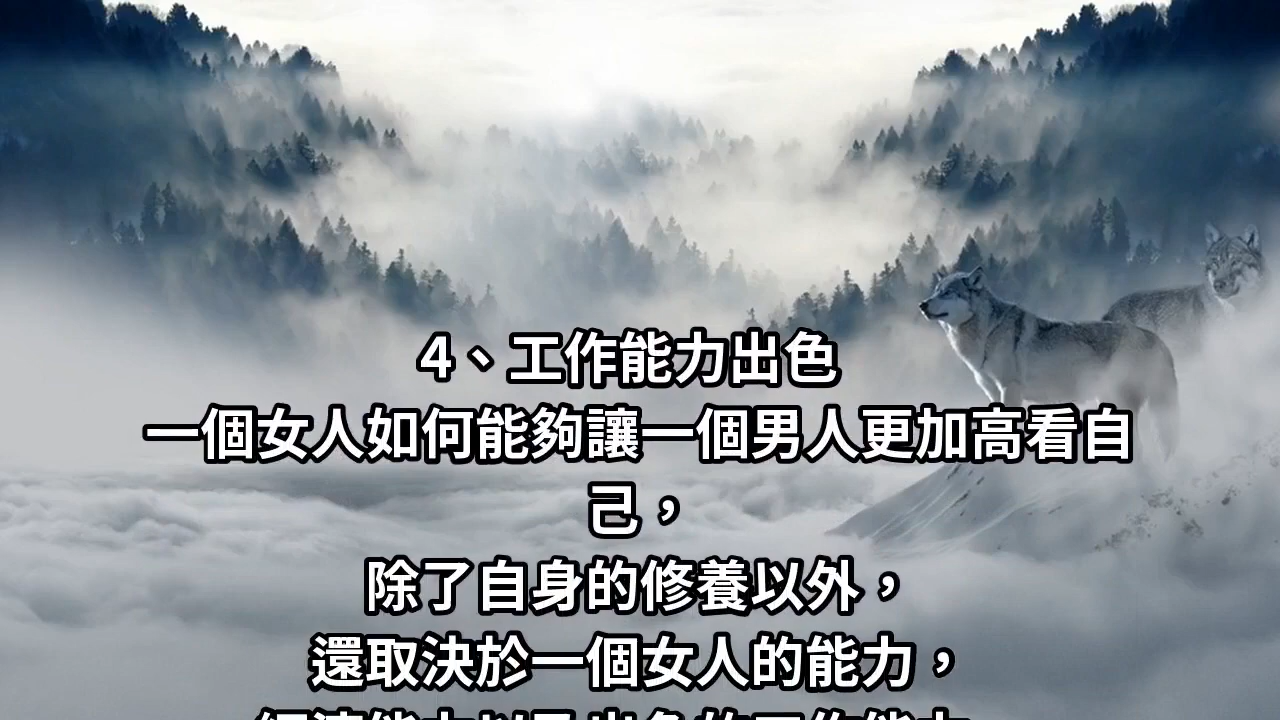 4、工作能力出色
一個女人如何能夠讓一個男人更加高看自
己，
除了自身的修養以外，
還取決於一個女人的能力，